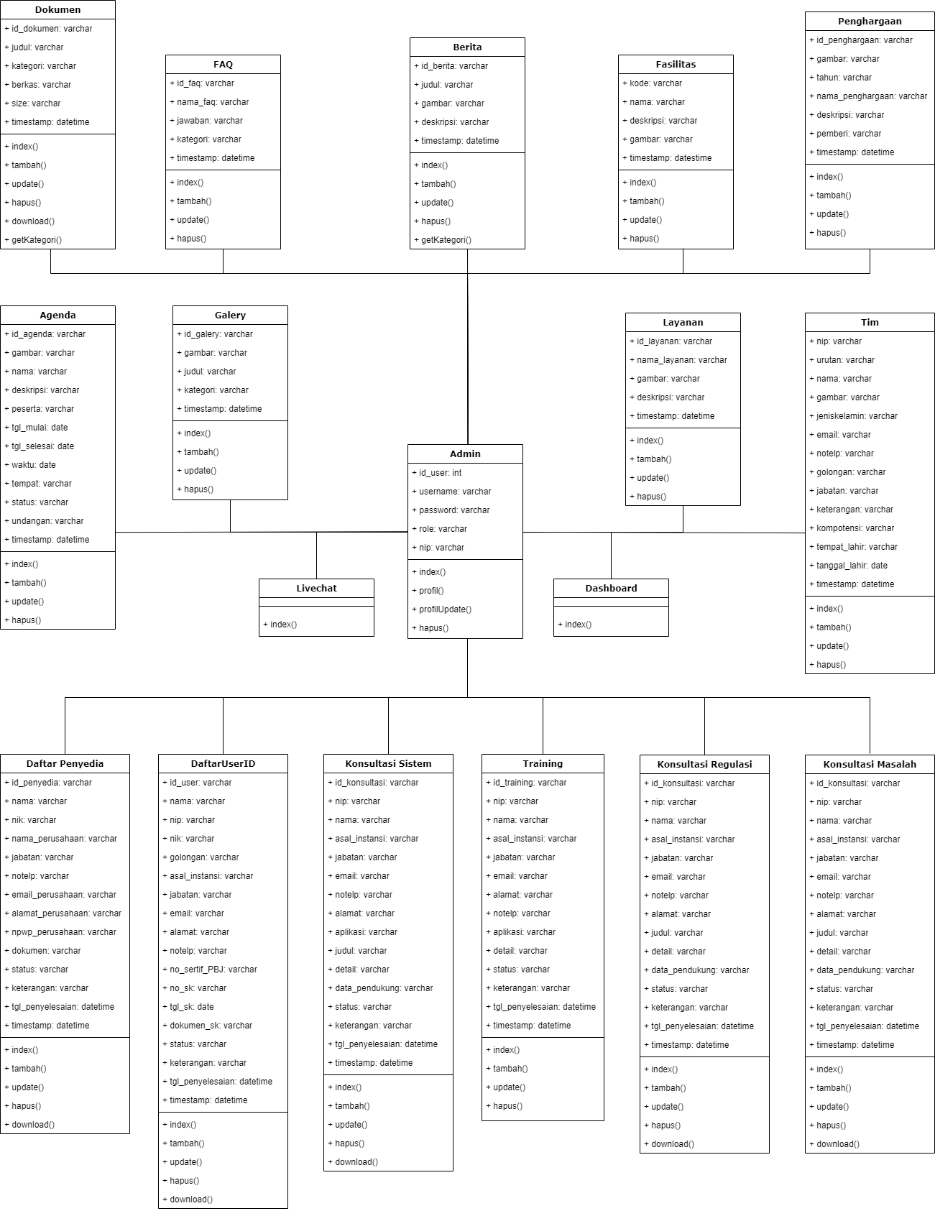 Dokumen
+ id_dokumen: varchar
+ judul: varchar
+ kategori: varchar
+ berkas: varchar
+ size: varchar
+ timestamp: datetime
+ index()
+ tambah()
+ update()
+ hapus()
+ download()
+ getKategori()
FAQ
+ id_faq: varchar
+ nama_faq: varchar
+ jawaban: varchar
+ kategori: varchar
+ timestamp: datetime
+ index()
+ tambah()
+ update()
+ hapus()
Berita
+ id_berita: varchar
+ judul: varchar
+ gambar: varchar
+ deskripsi: varchar
+ timestamp: datetime
+ index()
+ tambah()
+ update()
+ hapus()
+ getKategori()
Fasilitas
+ kode: varchar
+ nama: varchar
+ deskripsi: varchar
+ gambar: varchar
+ timestamp: datestime
+ index()
+ tambah()
+ update()
+ hapus()
Penghargaan
+ id_penghargaan: varchar
+ gambar: varchar
+ tahun: varchar
+ nama_penghargaan: varchar
+ deskripsi: varchar
+ pemberi: varchar
+ timestamp: datetime
+ index()
+ tambah()
+ update()
+ hapus()
Agenda
+ id_agenda: varchar
+ gambar: varchar
+ nama: varchar
+ deskripsi: varchar
+ peserta: varchar
+ tgl_mulai: date
+ tgl_selesai: date
+ waktu: date
+ tempat: varchar
+ status: varchar
+ undangan: varchar
+ timestamp: datetime
+ index()
+ tambah()
+ update()
+ hapus()
Galery
+ id_galery: varchar
+ gambar: varchar
+ judul: varchar
+ kategori: varchar
+ timestamp: datetime
+ index()
+ tambah()
+ update()
+ hapus()
Admin
+ id_user: int
+ username: varchar
+ password: varchar
+ role: varchar
+ nip: varchar
+ index()
+ profil()
+ profilUpdate()
+ hapus()
Layanan
+ id_layanan: varchar
+ nama_layanan: varchar
+ gambar: varchar
+ deskripsi: varchar
+ timestamp: datetime
+ index()
+ tambah()
+ update()
+ hapus()
Tim
+ nip: varchar
+ urutan: varchar
+ nama: varchar
+ gambar: varchar
+ jeniskelamin: varchar
+ email: varchar
+ notelp: varchar
+ golongan: varchar
+ jabatan: varchar
+ keterangan: varchar
+ kompotensi: varchar
+ tempat_lahir: varchar
+ tanggal_lahir: date
+ timestamp: datetime
+ index()
+ tambah()
+ update()
+ hapus()
Livechat
+ index()
Dashboard
+ index()
Daftar Penyedia
+ id_penyedia: varchar
+ nama: varchar
+ nik: varchar
+ nama_perusahaan: varchar
+ jabatan: varchar
+ notelp: varchar
+ email_perusahaan: varchar
+ alamat_perusahaan: varchar
+ npwp_perusahaan: varchar
+ dokumen: varchar
+ status: varchar
+ keterangan: varchar
+ tgl_penyelesaian: datetime
+ timestamp: datetime
+ index()
+ tambah()
+ update()
+ hapus()
+ download()
DaftarUserID
+ id_user: varchar
+ nama: varchar
+ nip: varchar
+ nik: varchar
+ golongan: varchar
+ asal_instansi: varchar
+ jabatan: varchar
+ email: varchar
+ alamat: varchar
+ notelp: varchar
+ no_sertif_PBJ: varchar
+ no_sk: varchar
+ tgl_sk: date
+ dokumen_sk: varchar
+ status: varchar
+ keterangan: varchar
+ tgl_penyelesaian: datetime
+ timestamp: datetime
+ index()
+ tambah()
+ update()
+ hapus()
+ download()
Konsultasi Sistem
+ id_konsultasi: varchar
+ nip: varchar
+ nama: varchar
+ asal_instansi: varchar
+ jabatan: varchar
+ email: varchar
+ notelp: varchar
+ alamat: varchar
+ aplikasi: varchar
+ judul: varchar
+ detail: varchar
+ data_pendukung: varchar
+ status: varchar
+ keterangan: varchar
+ tgl_penyelesaian: datetime
+ timestamp: datetime
+ index()
+ tambah()
+ update()
+ hapus()
+ download()
Training
+ id_training: varchar
+ nip: varchar
+ nama: varchar
+ asal_instansi: varchar
+ jabatan: varchar
+ email: varchar
+ alamat: varchar
+ notelp: varchar
+ aplikasi: varchar
+ detail: varchar
+ status: varchar
+ keterangan: varchar
+ tgl_penyelesaian: datetime
+ timestamp: datetime
+ index()
+ tambah()
+ update()
+ hapus()
Konsultasi Regulasi
+ id_konsultasi: varchar
+ nip: varchar
+ nama: varchar
+ asal_instansi: varchar
+ jabatan: varchar
+ email: varchar
+ notelp: varchar
+ alamat: varchar
+ judul: varchar
+ detail: varchar
+ data_pendukung: varchar
+ status: varchar
+ keterangan: varchar
+ tgl_penyelesaian: datetime
+ timestamp: datetime
+ index()
+ tambah()
+ update()
+ hapus()
+ download()
Konsultasi Masalah
+ id_konsultasi: varchar
+ nip: varchar
+ nama: varchar
+ asal_instansi: varchar
+ jabatan: varchar
+ email: varchar
+ notelp: varchar
+ alamat: varchar
+ judul: varchar
+ detail: varchar
+ data_pendukung: varchar
+ status: varchar
+ keterangan: varchar
+ tgl_penyelesaian: datetime
+ timestamp: datetime
+ index()
+ tambah()
+ update()
+ hapus()
+ download()